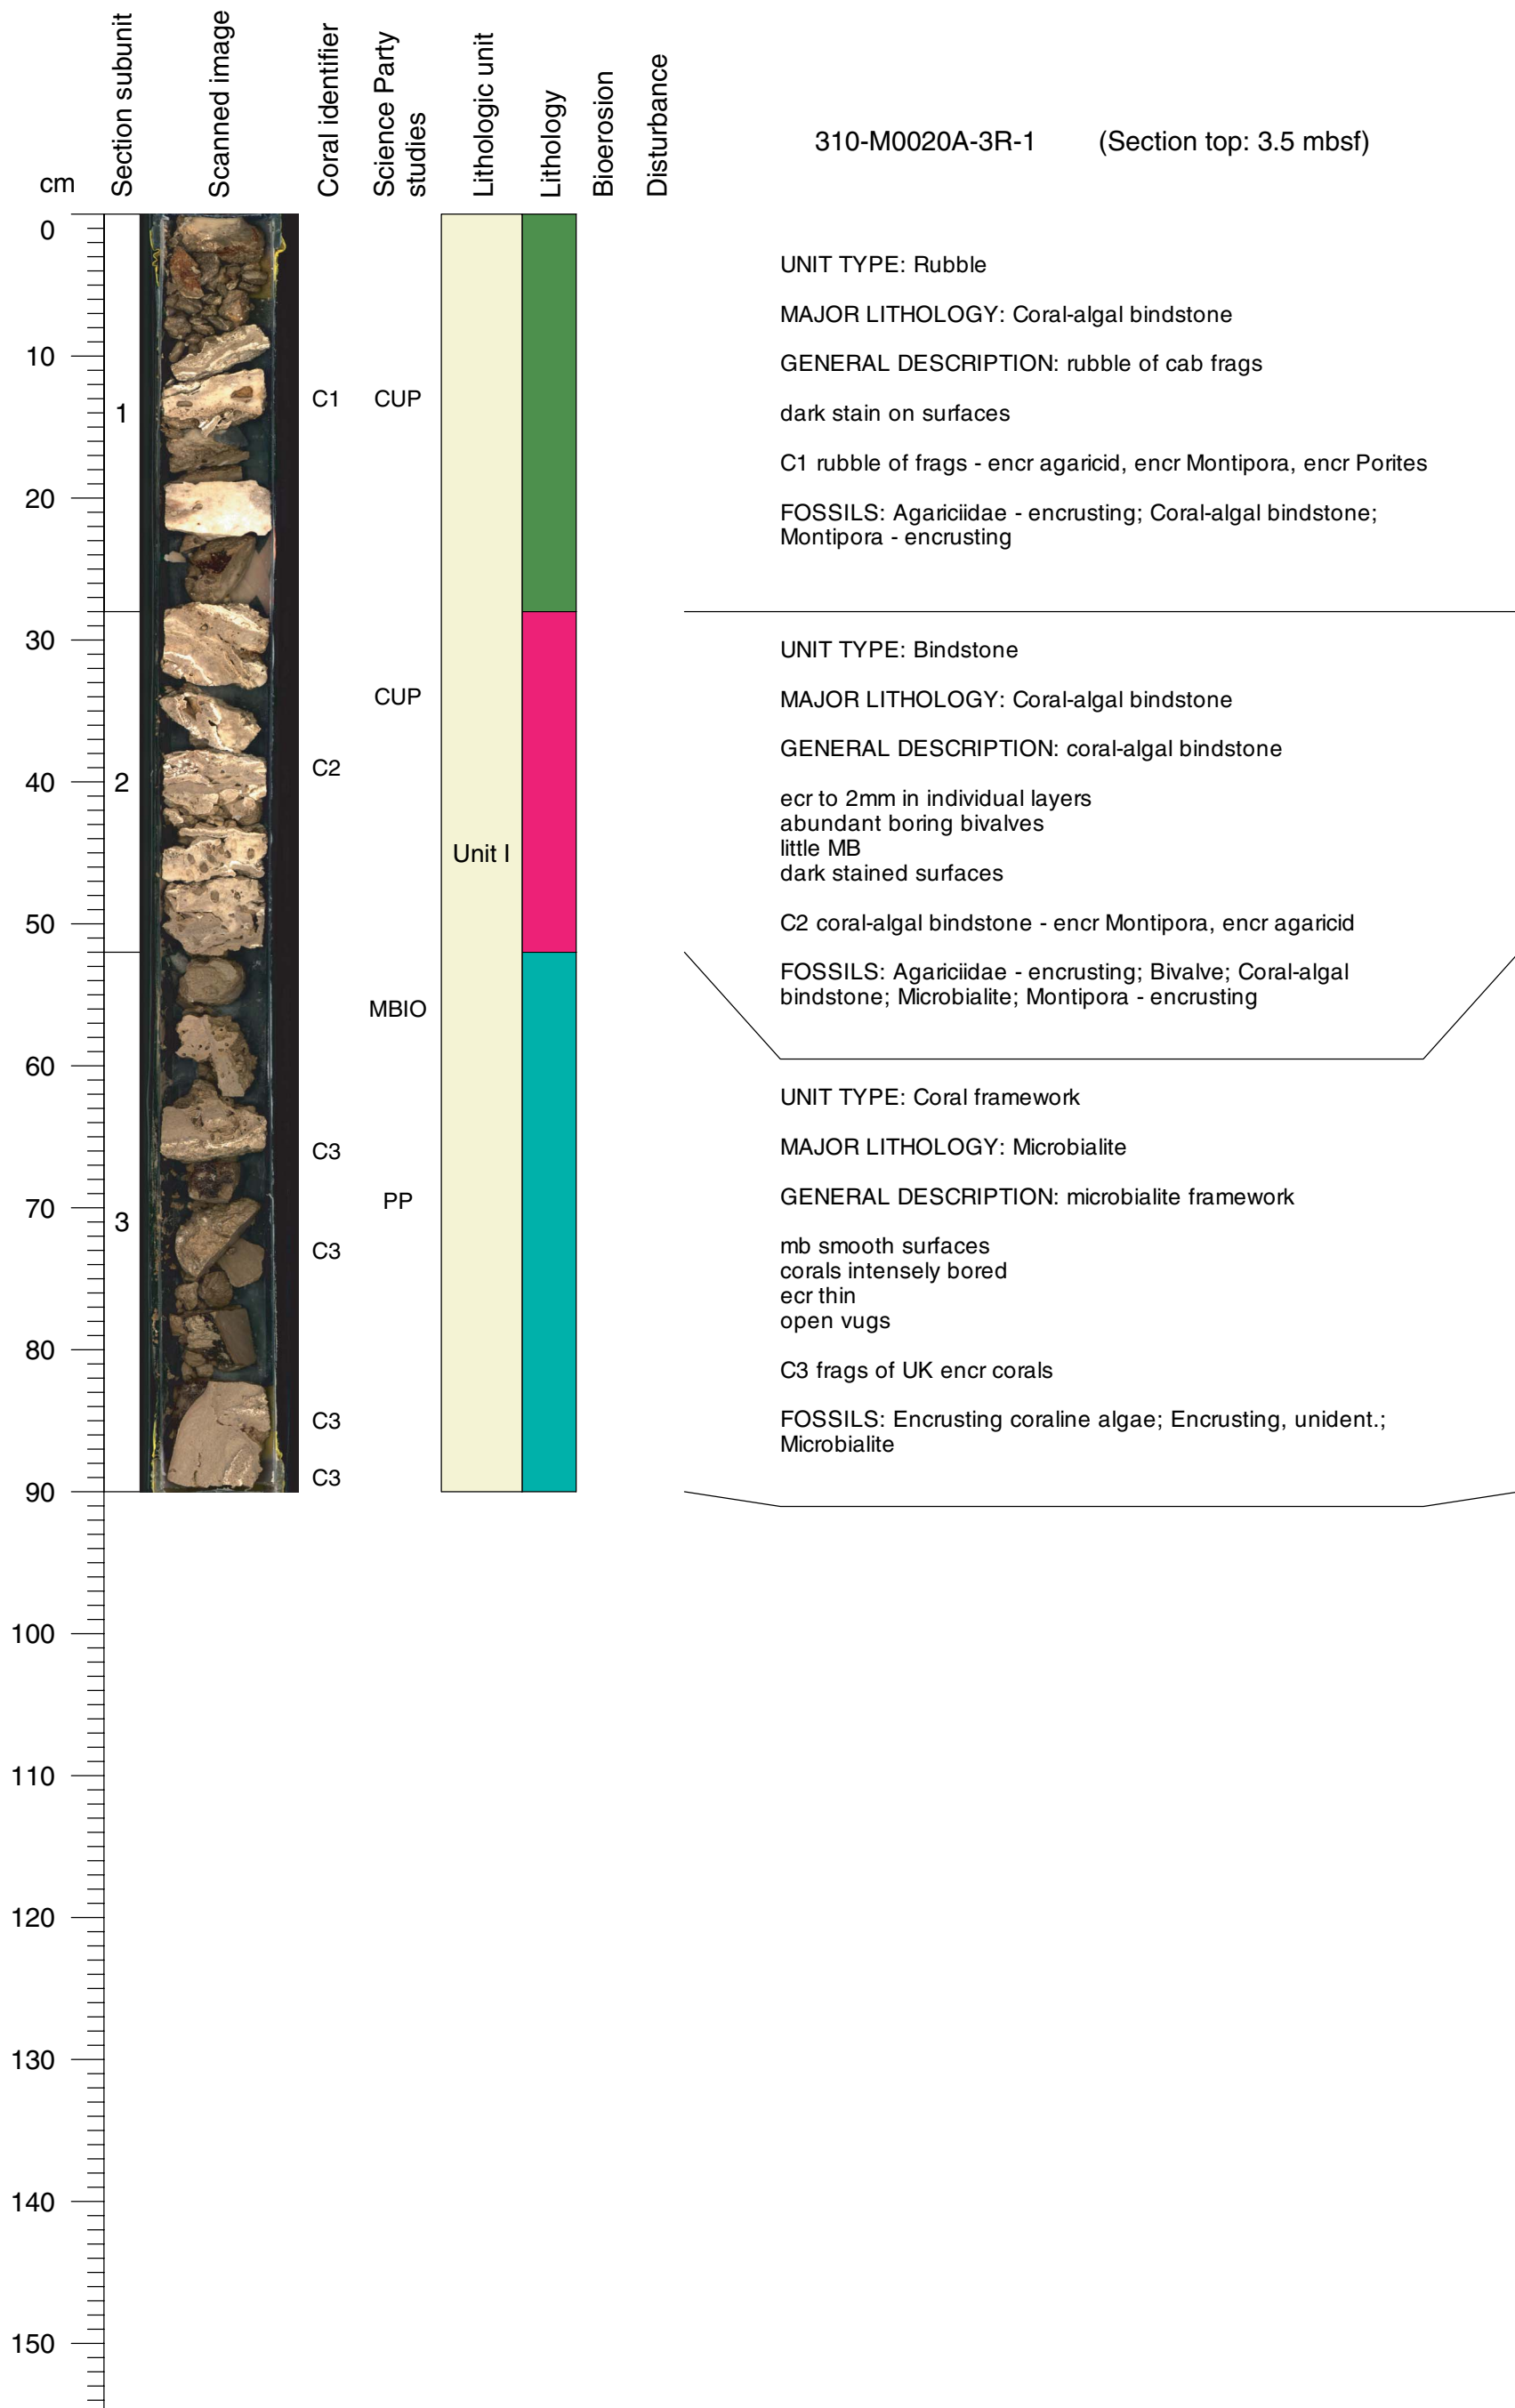 Section subunit
Scanned image
Coral identifier
Science Party
studies
Lithologic unit
Lithology
Bioerosion
Disturbance
310-M0020A-3R-1 (Section top: 3.5 mbsf)
cm
0
10
20
30
40
50
60
70
80
90
100
110
120
130
140
150
1
2
3
C1
C2
C3
C3
C3
C3
CUP
CUP
MBIO
PP
Unit I
UNIT TYPE: Rubble
MAJOR LITHOLOGY: Coral-algal bindstone
GENERAL DESCRIPTION: rubble of cab frags
dark stain on surfaces
C1 rubble of frags - encr agaricid, encr Montipora, encr Porites
FOSSILS: Agariciidae - encrusting; Coral-algal bindstone;
Montipora - encrusting
UNIT TYPE: Bindstone
MAJOR LITHOLOGY: Coral-algal bindstone
GENERAL DESCRIPTION: coral-algal bindstone
ecr to 2mm in individual layers
abundant boring bivalves
little MB
dark stained surfaces
C2 coral-algal bindstone - encr Montipora, encr agaricid
FOSSILS: Agariciidae - encrusting; Bivalve; Coral-algal
bindstone; Microbialite; Montipora - encrusting
UNIT TYPE: Coral framework
MAJOR LITHOLOGY: Microbialite
GENERAL DESCRIPTION: microbialite framework
mb smooth surfaces
corals intensely bored
ecr thin
open vugs
C3 frags of UK encr corals
FOSSILS: Encrusting coraline algae; Encrusting, unident.;
Microbialite